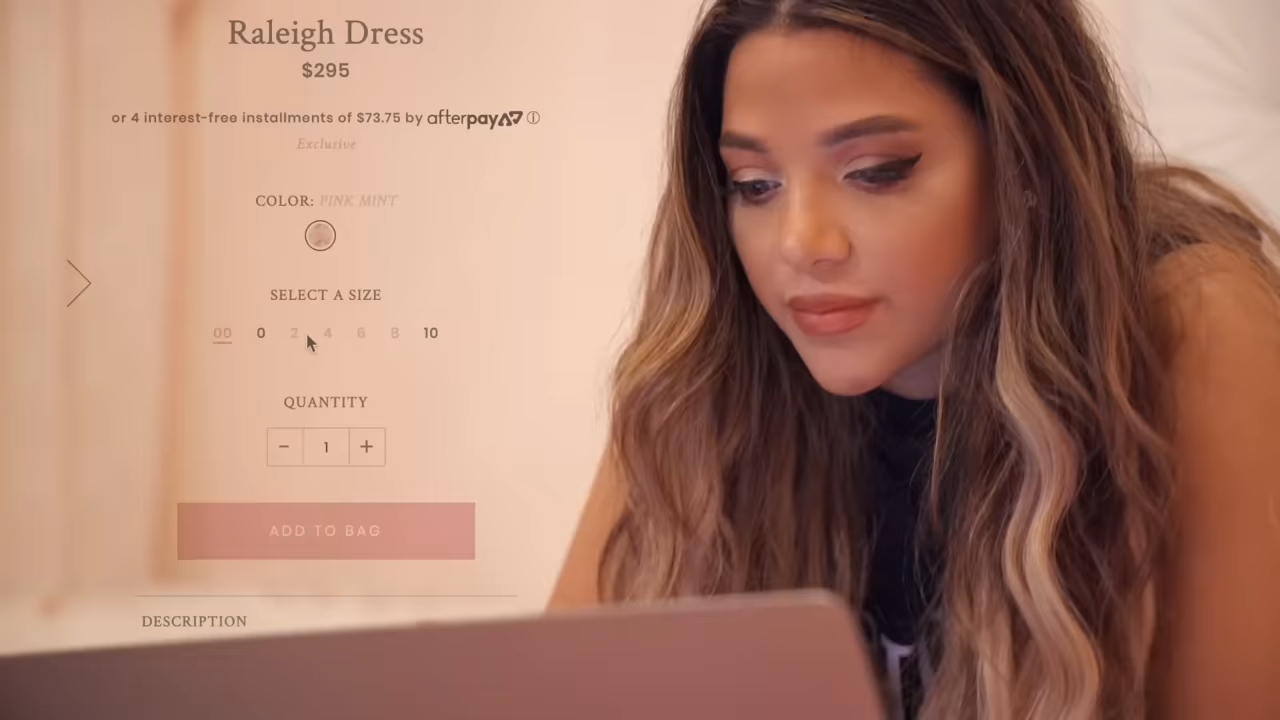 Raleigh Dress
$295
or 4 interest-free installments of $73.75 by afterpay
Exclusive
COLOR: PINK MINT
SELECT A SIZE
00 0 2 4 6 8 10
QUANTITY
− 1 +
ADD TO BAG
DESCRIPTION